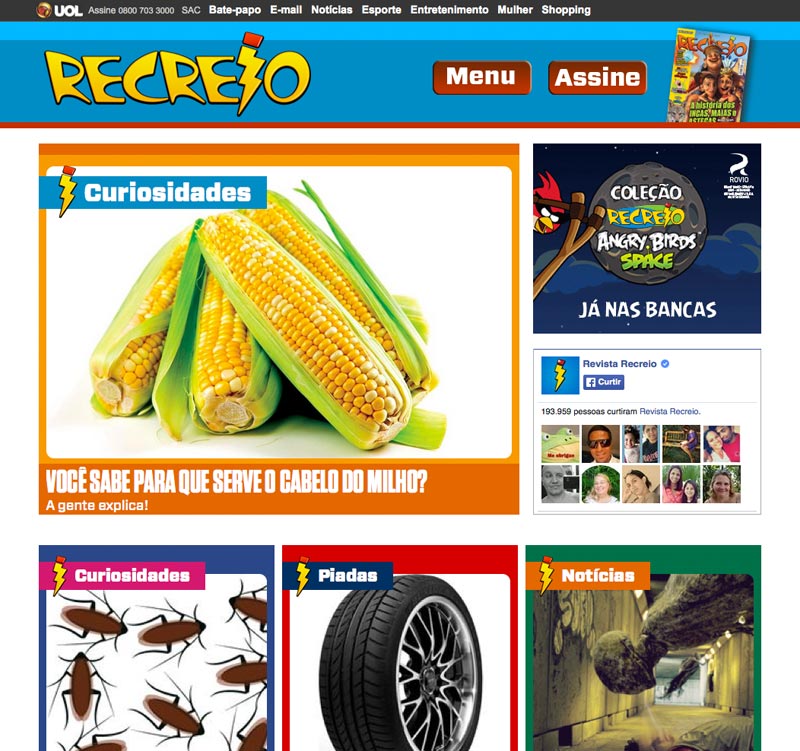 UOL Assine 0800 703 3000 SAC Bate-papo E-mail Notícias Esporte Entretenimento Mulher Shopping
RECREIO
Menu
Assine
RECREIO
A história dos
INCAS, MAIAS e
ASTECAS
Curiosidades
VOCÊ SABE PARA QUE SERVE O CABELO DO MILHO?
A gente explica!
ROVIO
COLEÇÃO
RECREIO
ANGRY BIRDS
SPACE
JÁ NAS BANCAS
Revista Recreio
Curtir
193.959 pessoas curtiram Revista Recreio.
Curiosidades
Piadas
Notícias